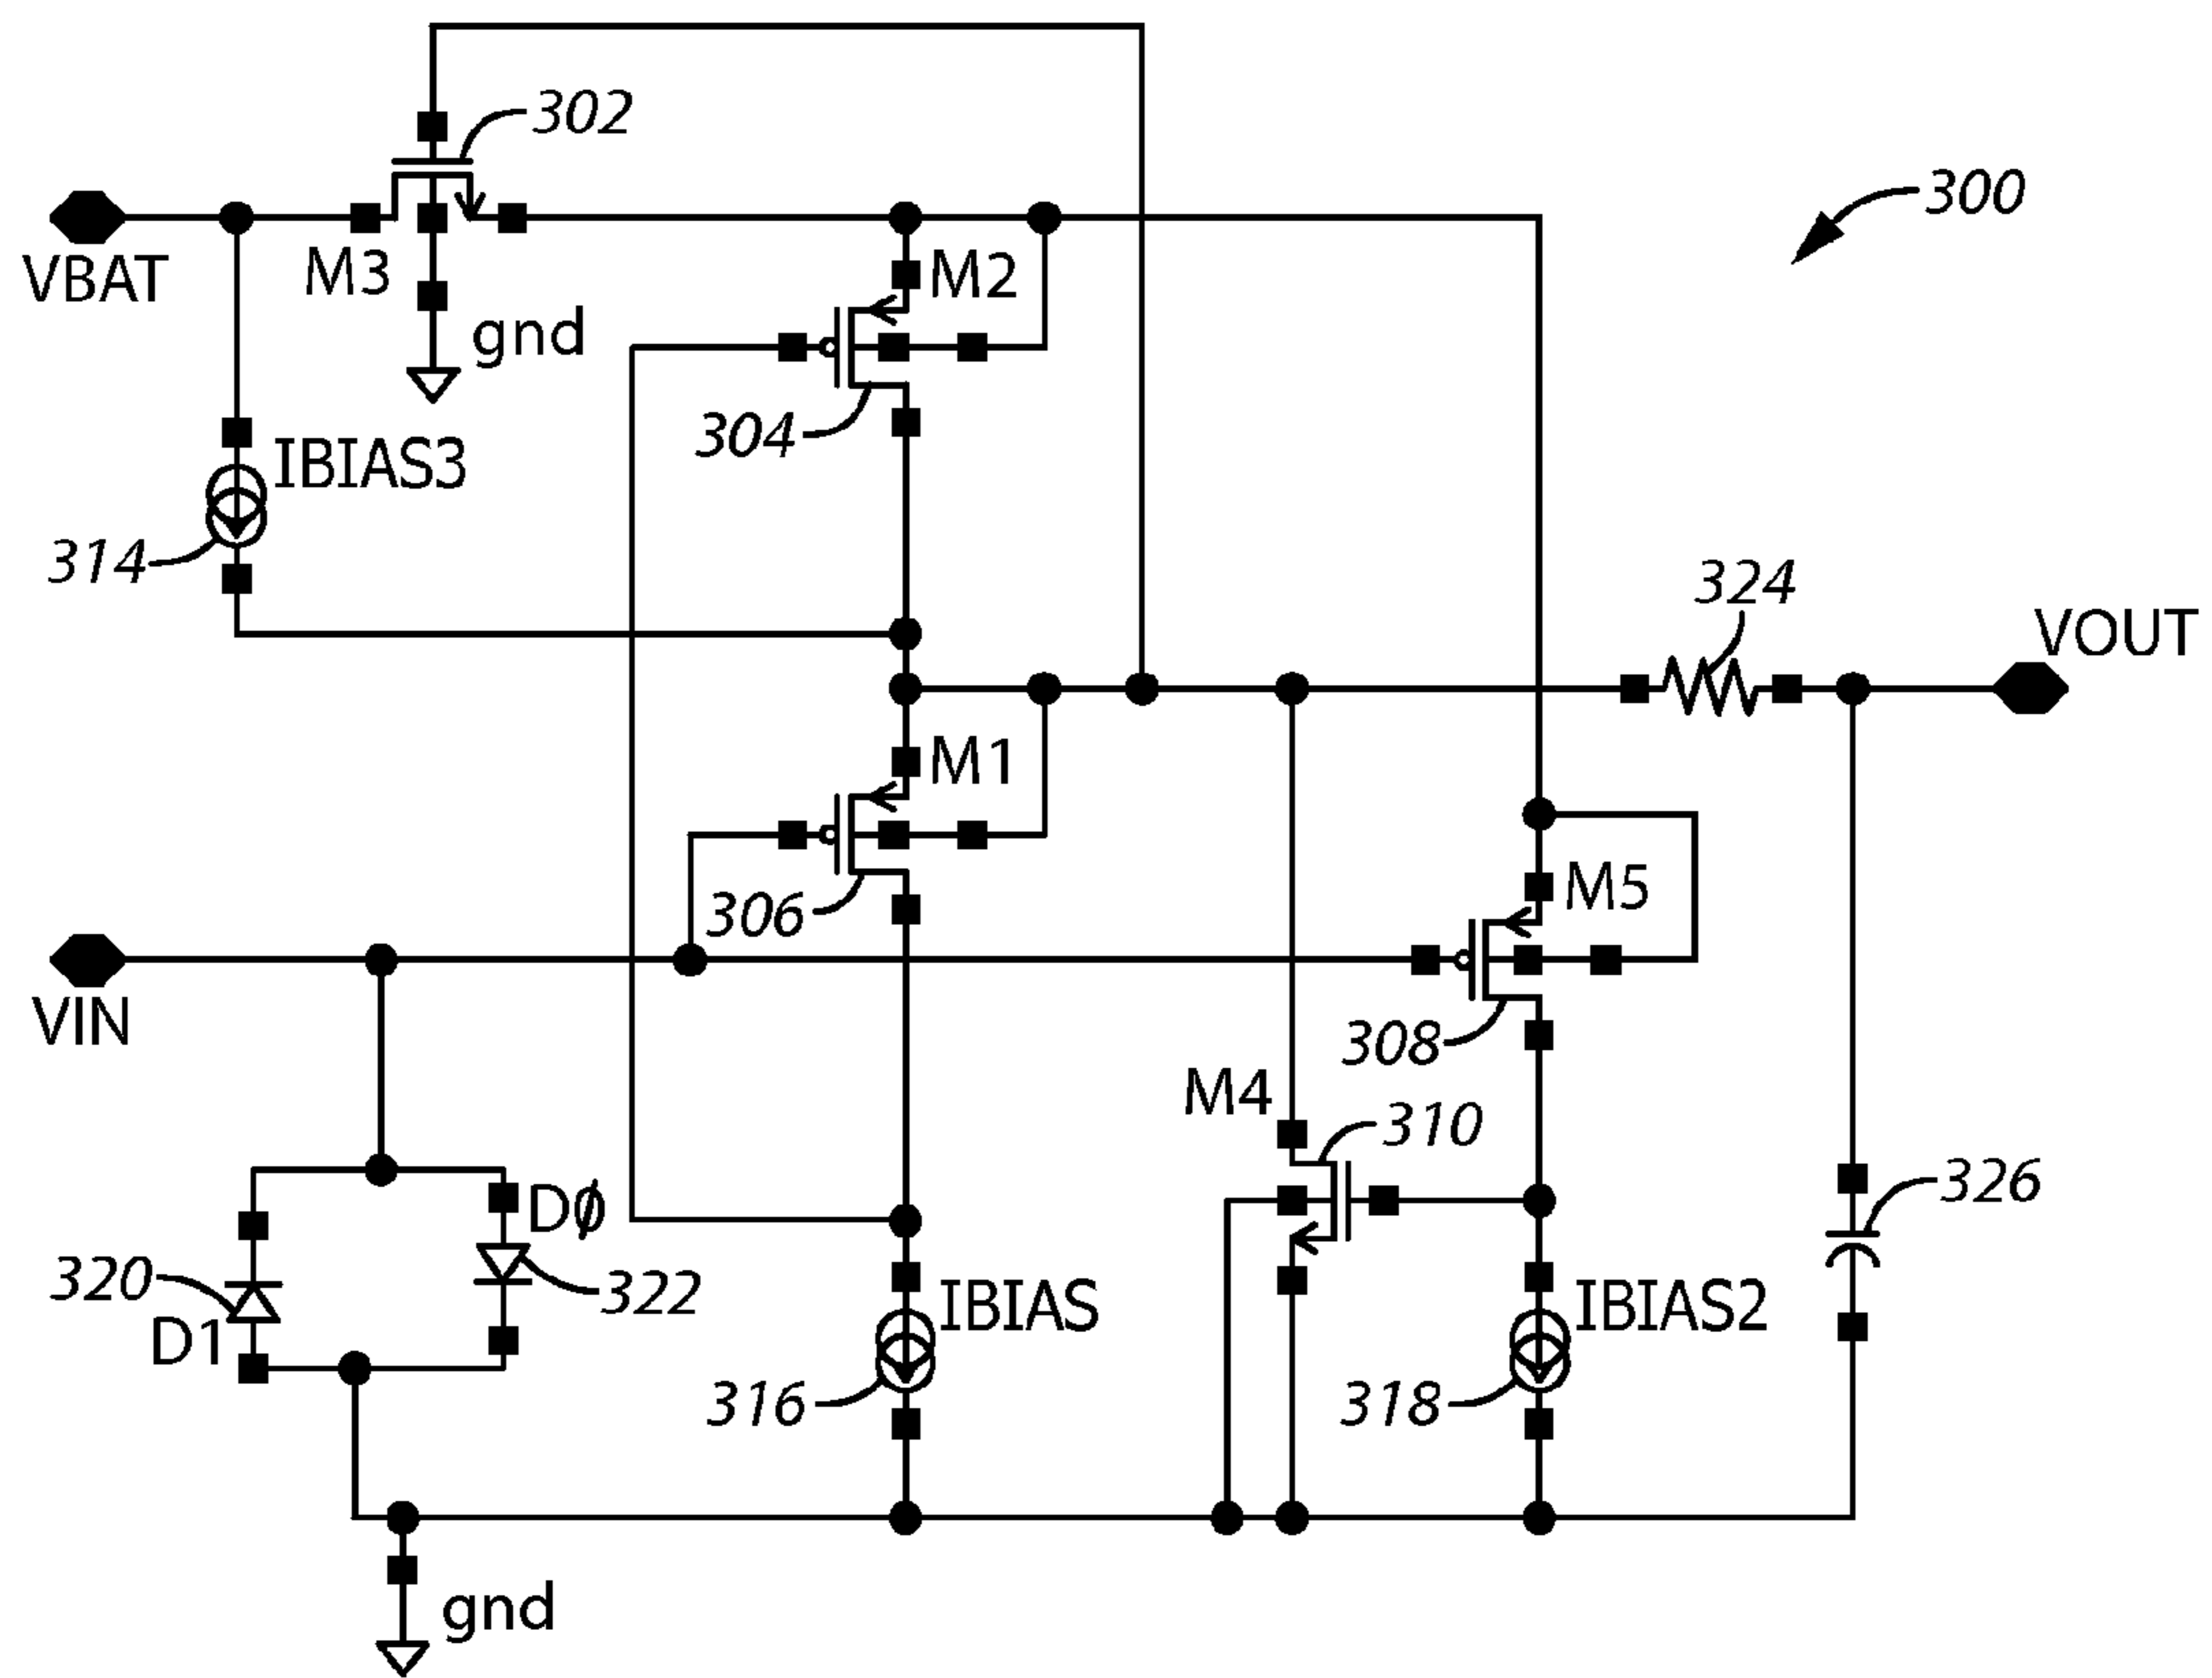 302
300
VBAT
M3
M2
gnd
304
IBIAS3
314
324
VOUT
M1
M5
306
VIN
308
M4
310
DØ
326
320
322
D1
IBIAS
IBIAS2
316
318
gnd